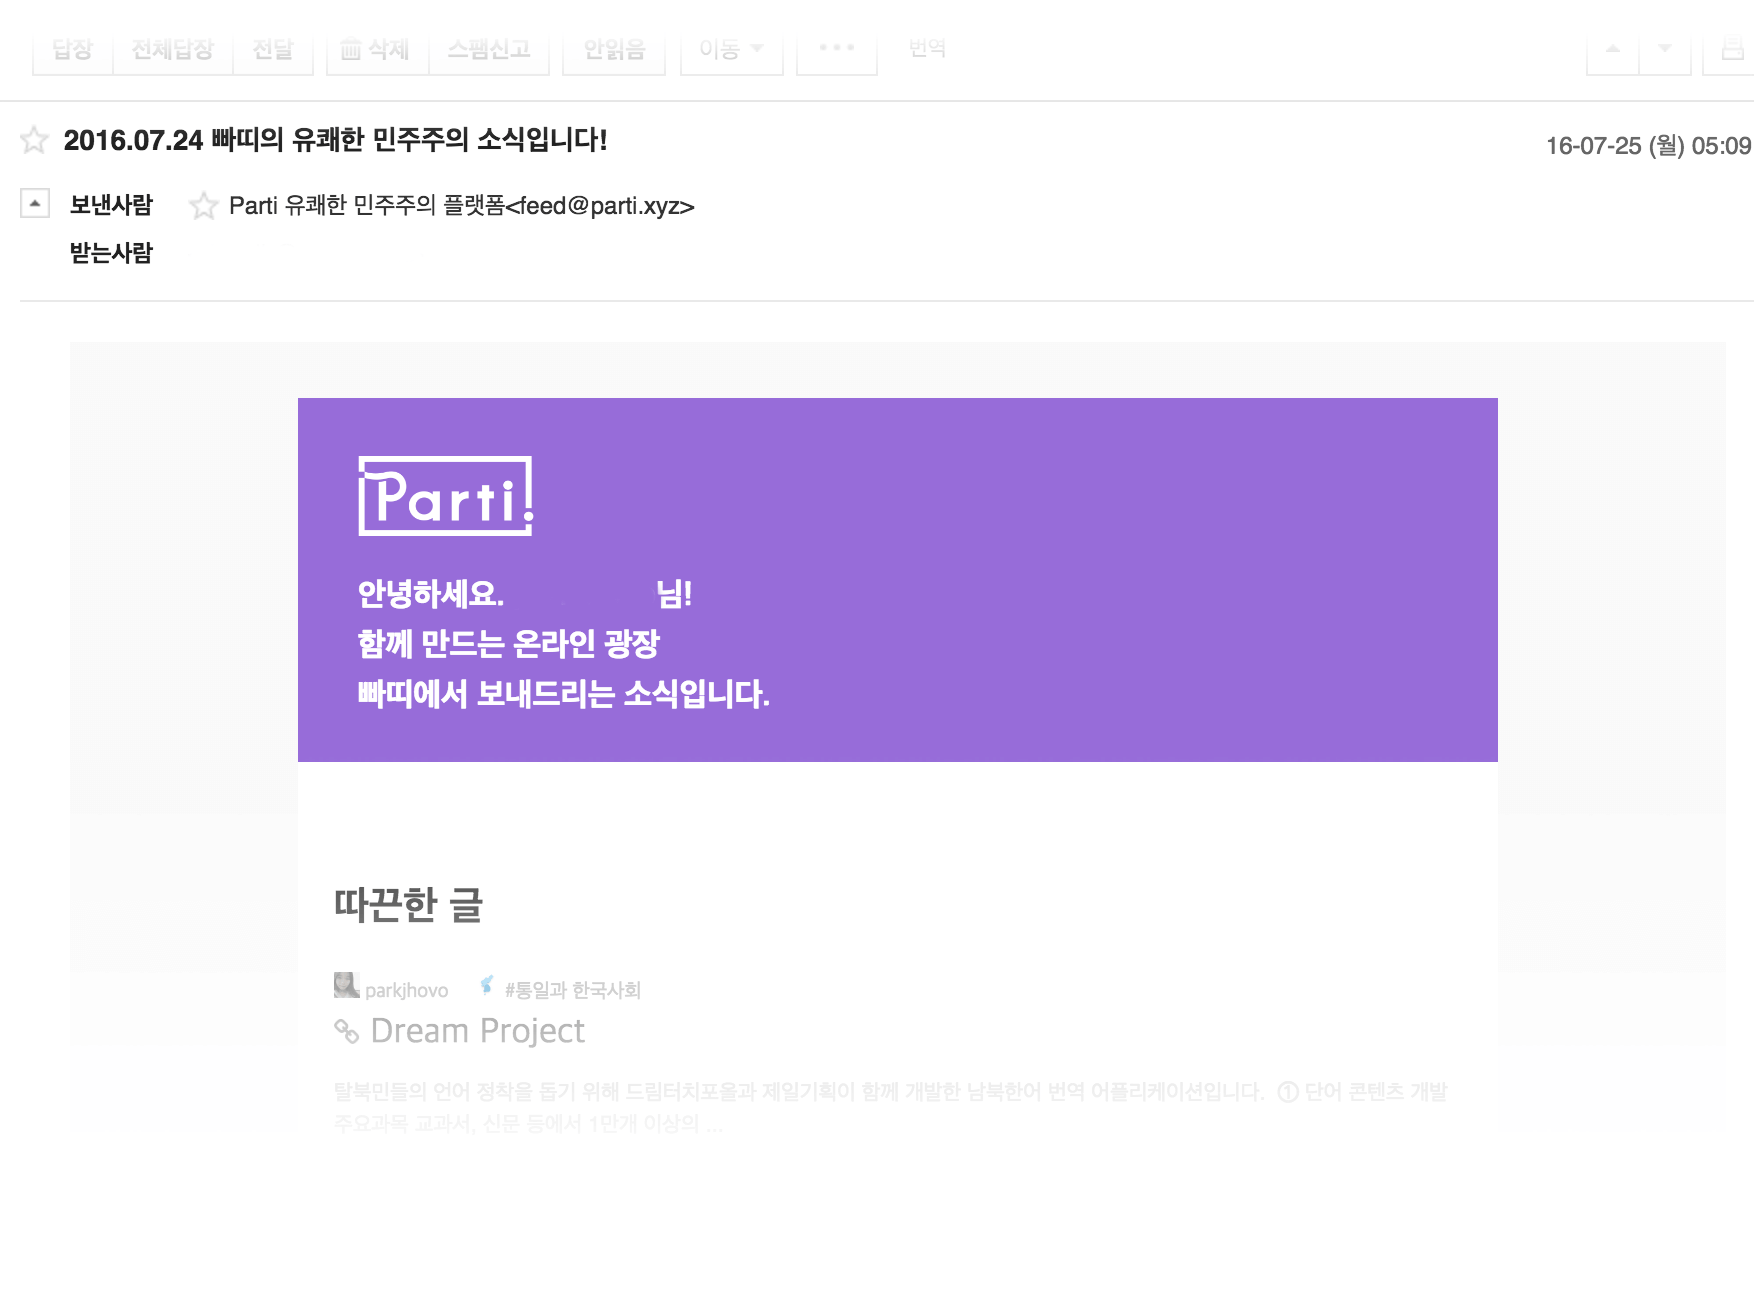 답장 전체답장 전달 삭제 스팸신고 안읽음 이동 번역
2016.07.24 빠띠의 유쾌한 민주주의 소식입니다!
16-07-25 (월) 05:09
보낸사람 Parti 유쾌한 민주주의 플랫폼<feed@parti.xyz>
받는사람
Parti!
안녕하세요. 님!
함께 만드는 온라인 광장
빠띠에서 보내드리는 소식입니다.
따끈한 글
parkjhovo #통일과 한국사회
Dream Project
탈북민들의 언어 정착을 돕기 위해 드림터치포올과 제일기획이 함께 개발한 남북한어 번역 어플리케이션입니다. ① 단어 콘텐츠 개발
주요과목 교과서, 신문 등에서 1만개 이상의 ...